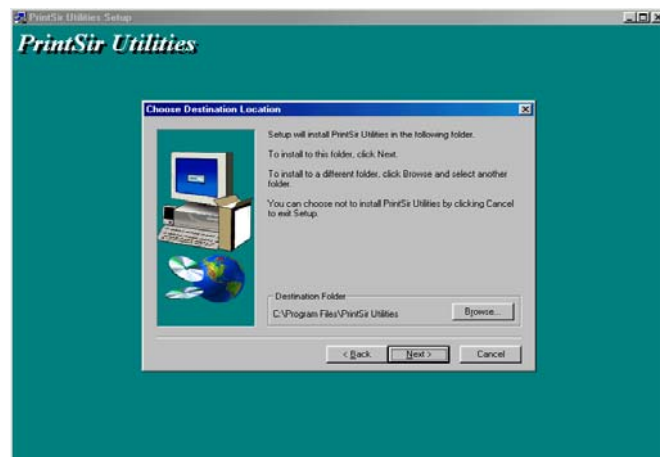 PrintSir Utilities Setup
PrintSir Utilities
Choose Destination Location
Setup will install PrintSir Utilities in the following folder.
To install to this folder, click Next.
To install to a different folder, click Browse and select another
folder.
You can choose not to install PrintSir Utilities by clicking Cancel
to exit Setup.
Destination Folder
C:\Program Files\PrintSir Utilities
Browse...
< Back
Next >
Cancel